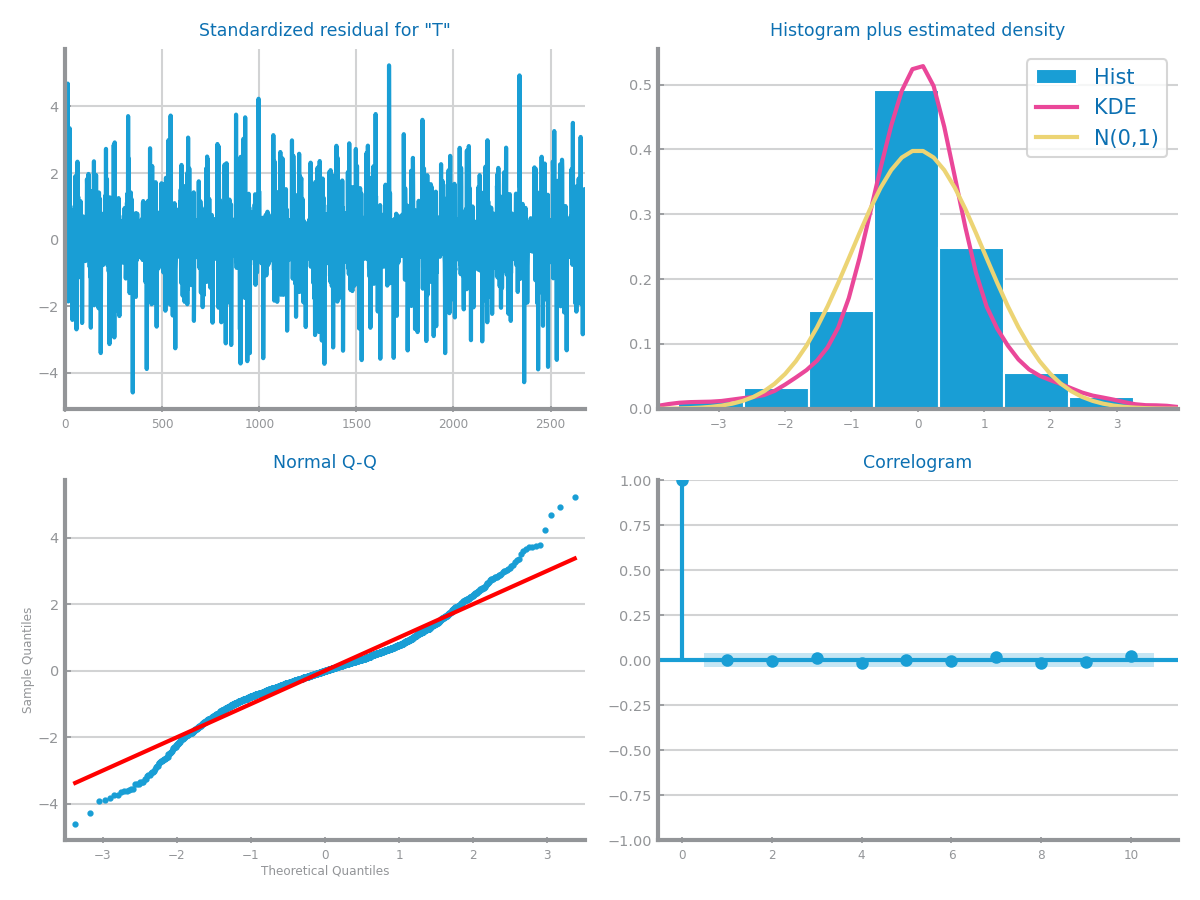 Standardized residual for "T"
4
2
0
−2
−4
0 500 1000 1500 2000 2500
Histogram plus estimated density
Hist
KDE
N(0,1)
0.5
0.4
0.3
0.2
0.1
0.0
−3 −2 −1 0 1 2 3
Normal Q-Q
Sample Quantiles
4
2
0
−2
−4
−3 −2 −1 0 1 2 3
Theoretical Quantiles
Correlogram
1.00
0.75
0.50
0.25
0.00
−0.25
−0.50
−0.75
−1.00
0 2 4 6 8 10